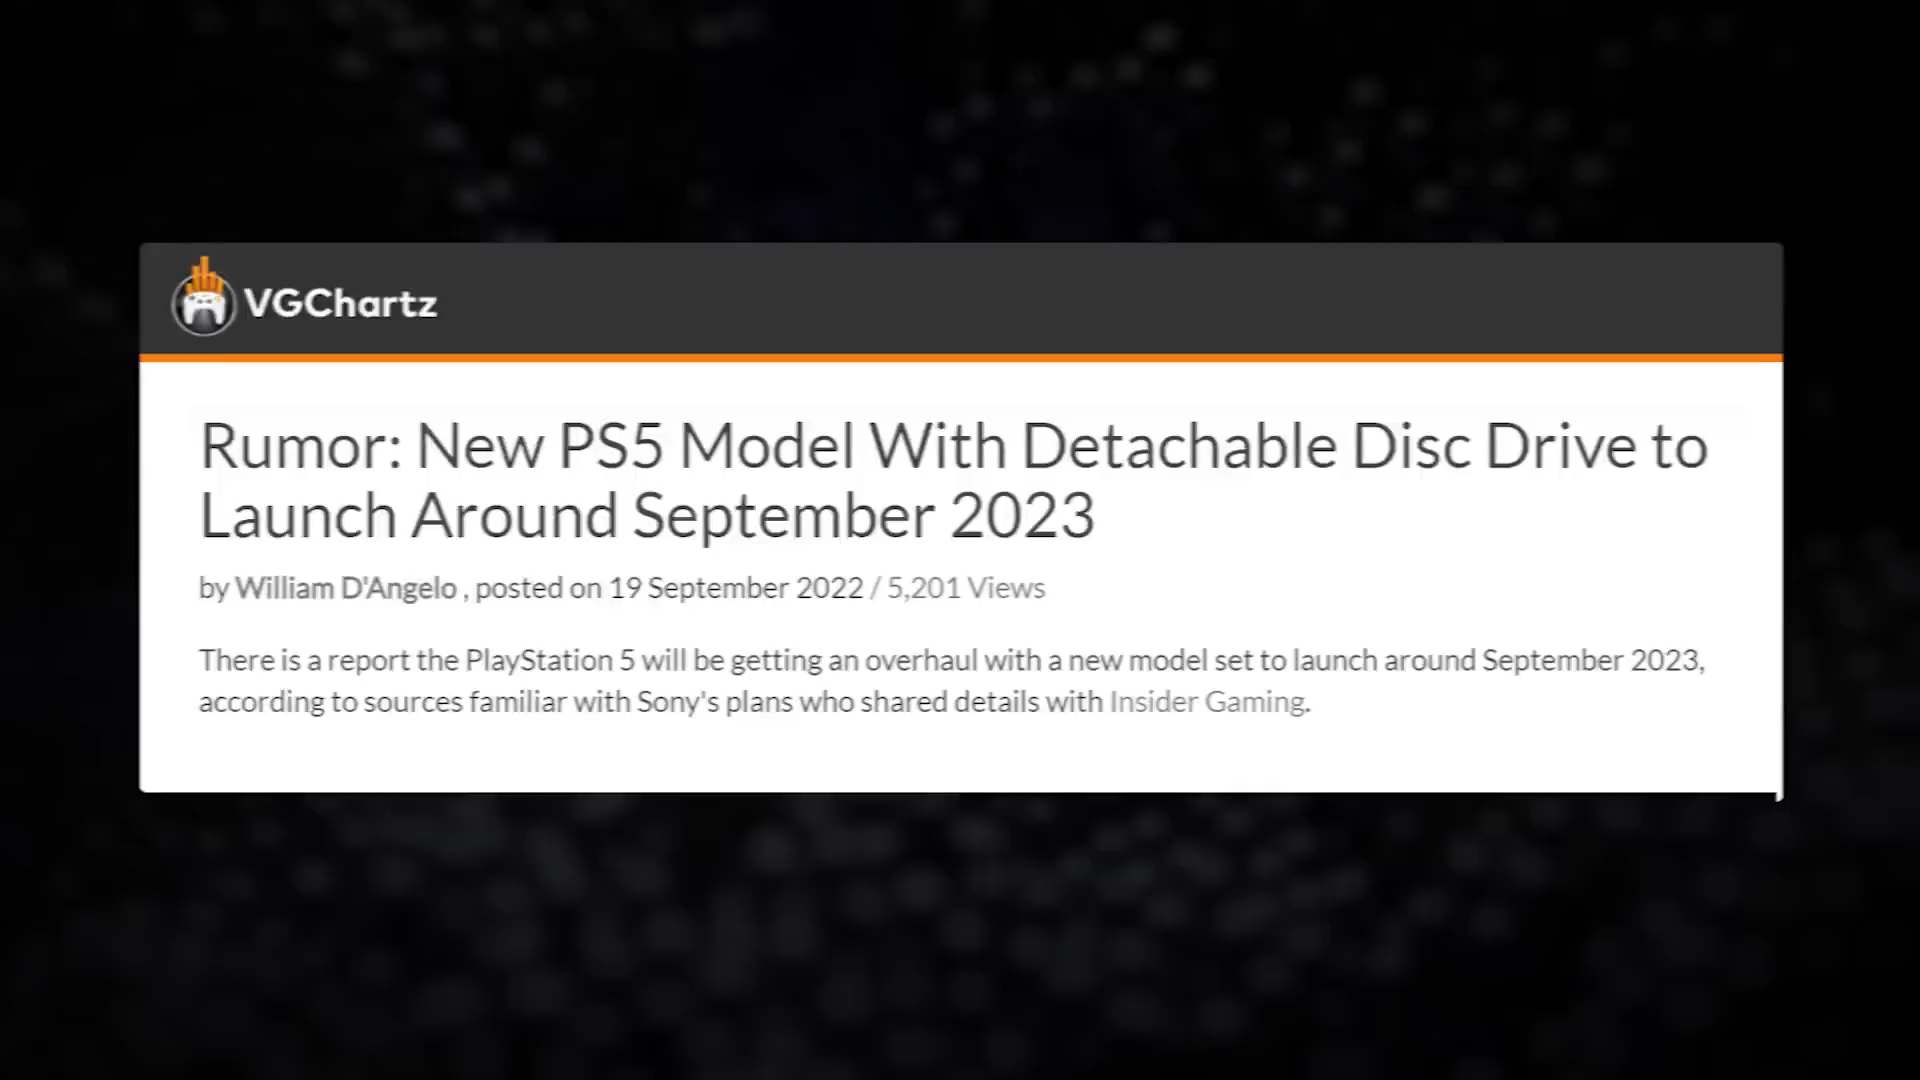 VGChartz
Rumor: New PS5 Model With Detachable Disc Drive to
Launch Around September 2023
by William D'Angelo , posted on 19 September 2022 / 5,201 Views
There is a report the PlayStation 5 will be getting an overhaul with a new model set to launch around September 2023,
according to sources familiar with Sony's plans who shared details with Insider Gaming.